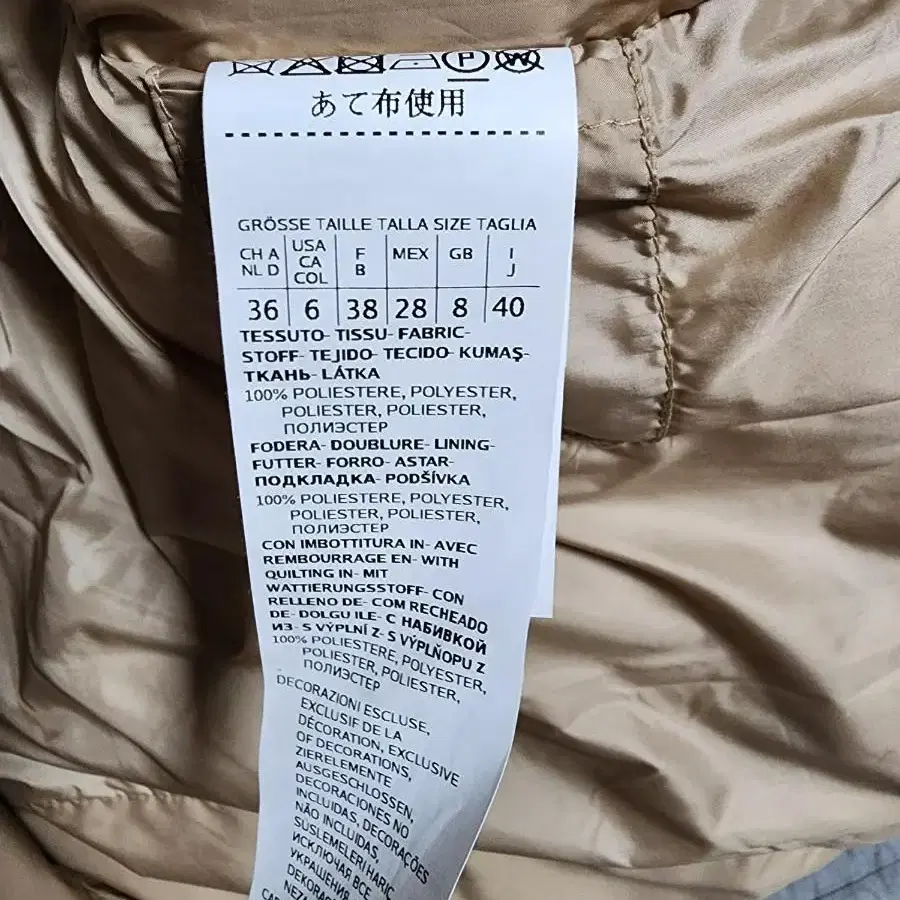 P W
あて布使用
GRÖSSE TAILLE TALLA SIZE TAGLIA
CH A NL D | USA CA COL | F B | MEX | GB | I J
36 | 6 | 38 | 28 | 8 | 40
TESSUTO- TISSU- FABRIC-
STOFF- TEJIDO- TECIDO- KUMAŞ-
ТКАНЬ- LÁTKA
100% POLIESTERE, POLYESTER,
POLIESTER, POLIESTER,
ПОЛИЭСТЕР
FODERA- DOUBLURE- LINING-
FUTTER- FORRO- ASTAR-
ПОДКЛАДКА- PODŠÍVKA
100% POLIESTERE, POLYESTER,
POLIESTER, POLIESTER,
ПОЛИЭСТЕР
CON IMBOTTITURA IN- AVEC
REMBOURRAGE EN- WITH
QUILTING IN- MIT
WATTIERUNGSSTOFF- CON
RELLENO DE- COM RECHEADO
DE- DOLGU ILE- С НАБИВКОЙ
ИЗ- S VÝPLNÍ Z- S VÝPLŇOPU Z
100% POLIESTERE, POLYESTER,
POLIESTER, POLIESTER,
ПОЛИЭСТЕР
DECORAZIONI ESCLUSE,
EXCLUSIF DE LA
DÉCORATION, EXCLUSIVE
OF DECORATIONS,
ZIERELEMENTE
AUSGESCHLOSSEN,
DECORACIONES NO
INCLUIDAS, DECORAÇÕES
NÃO INCLUIDAS,
SÜSLEMELERI HARIC
ИСКЛЮЧАЯ ВСЕ
УКРАШЕНИЯ